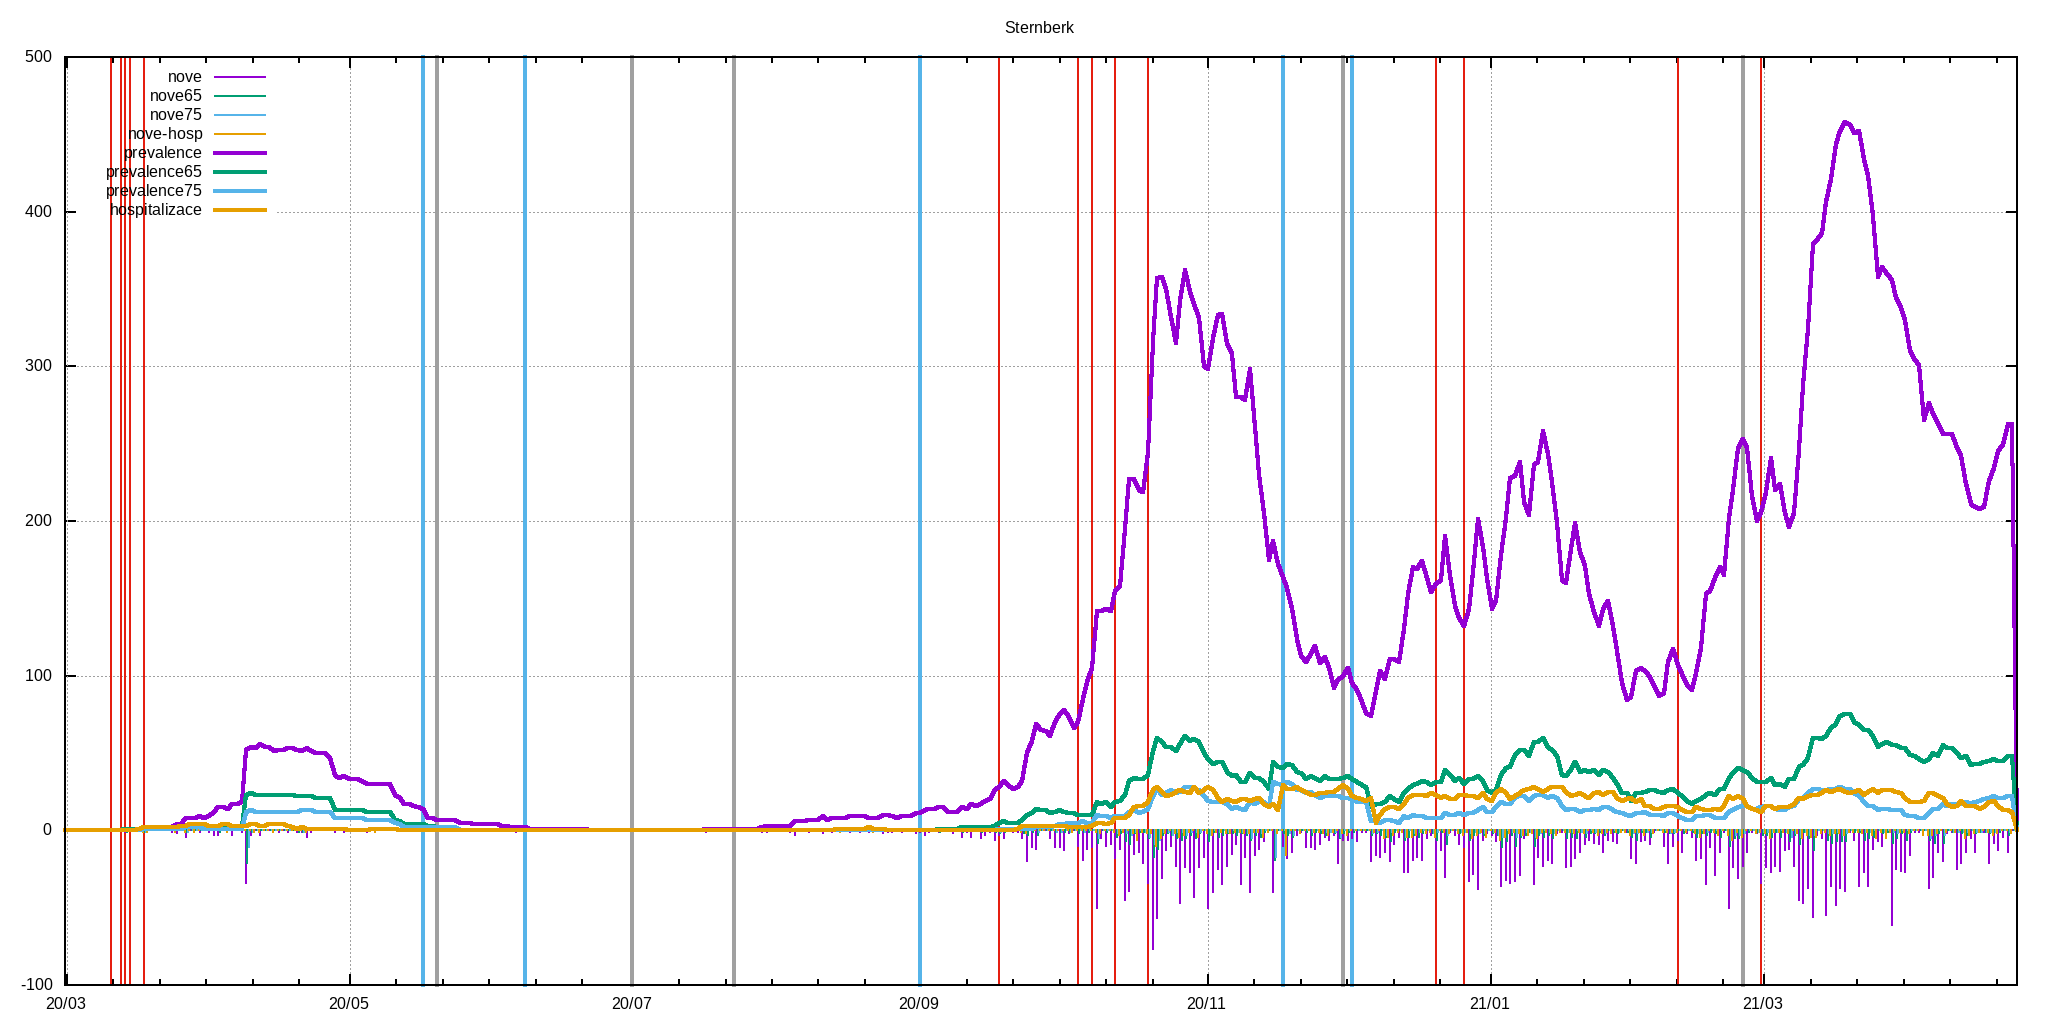 Sternberk
500
nove
nove65
nove75
nove-hosp
prevalence
prevalence65
prevalence75
hospitalizace
400
300
200
100
0
-100
20/03 20/05 20/07 20/09 20/11 21/01 21/03